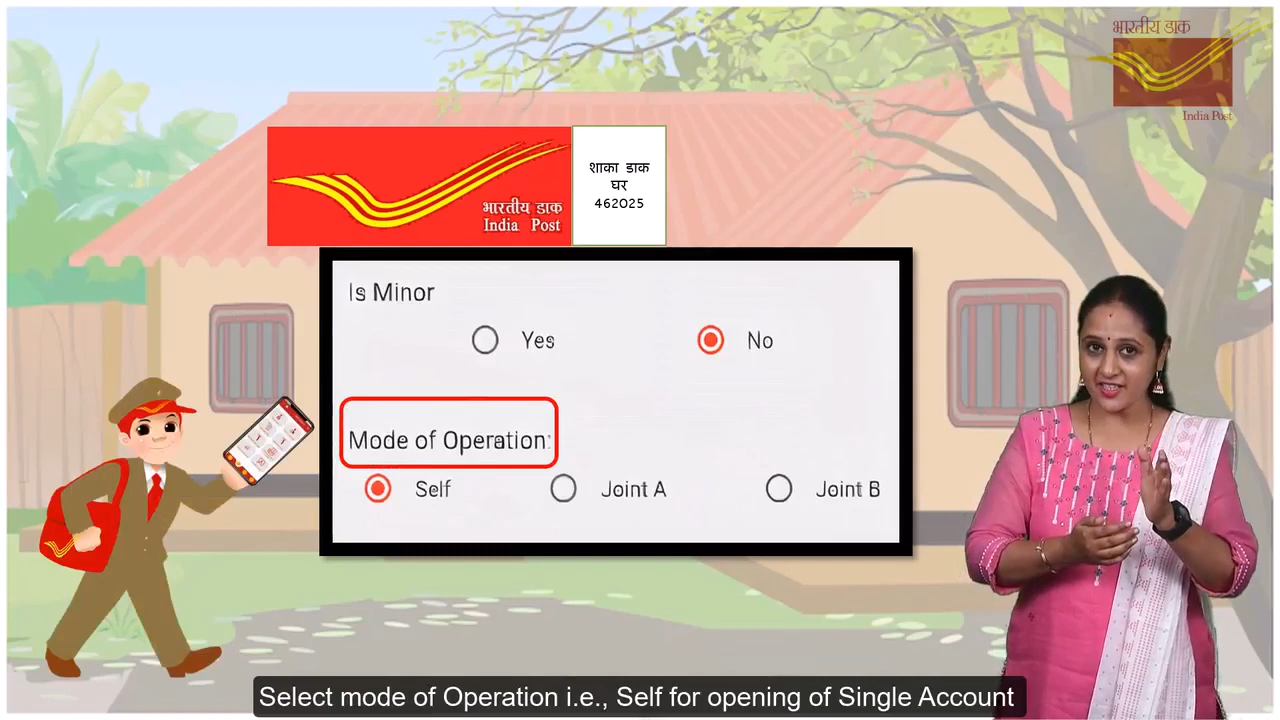 भारतीय डाक
India Post
भारतीय डाक
India Post
शाका डाक
घर
462025
Is Minor
Yes
No
Mode of Operation:
Self
Joint A
Joint B
Select mode of Operation i.e., Self for opening of Single Account